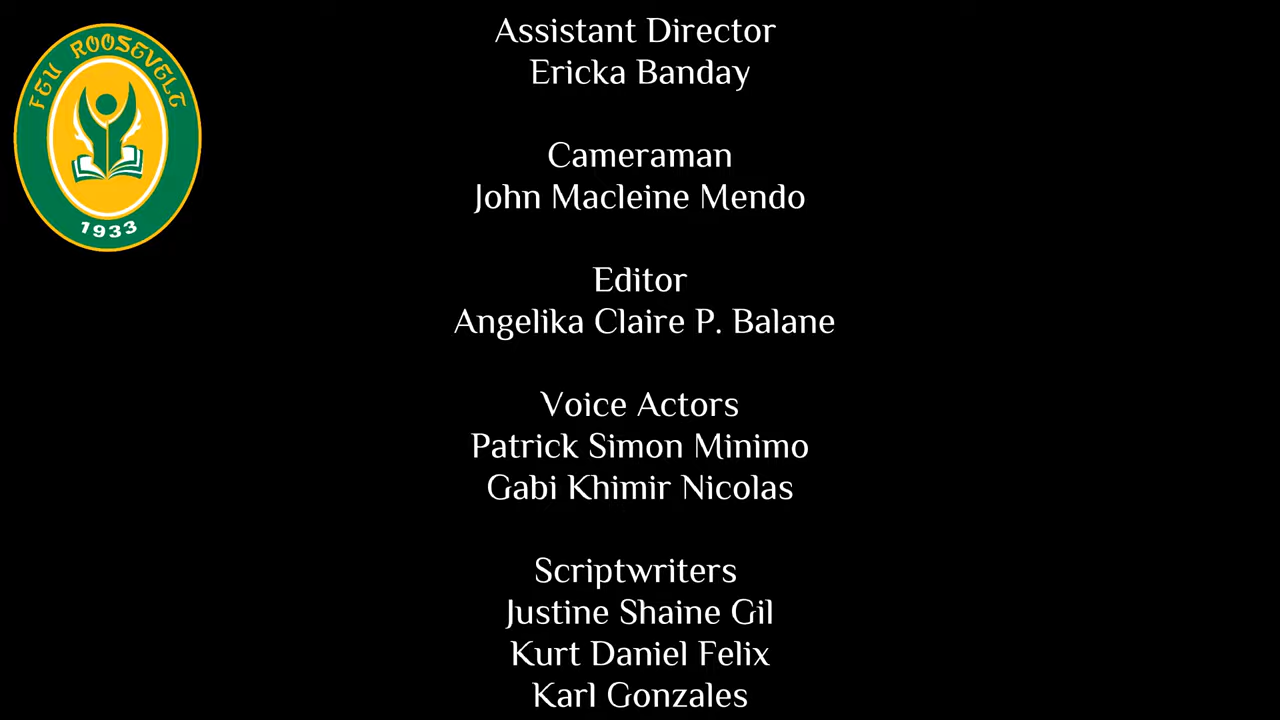 FEU ROOSEVELT
1933
Assistant Director
Ericka Banday
Cameraman
John Macleine Mendo
Editor
Angelika Claire P. Balane
Voice Actors
Patrick Simon Minimo
Gabi Khimir Nicolas
Scriptwriters
Justine Shaine Gil
Kurt Daniel Felix
Karl Gonzales